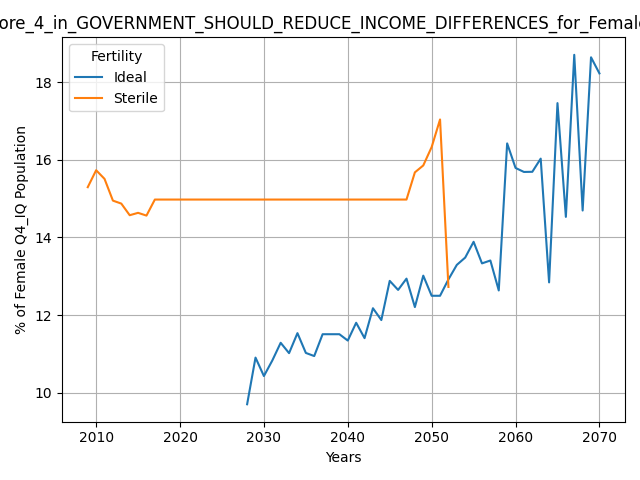 ore_4_in_GOVERNMENT_SHOULD_REDUCE_INCOME_DIFFERENCES_for_Female
Fertility
Ideal
Sterile
% of Female Q4_IQ Population
18
16
14
12
10
2010 2020 2030 2040 2050 2060 2070
Years